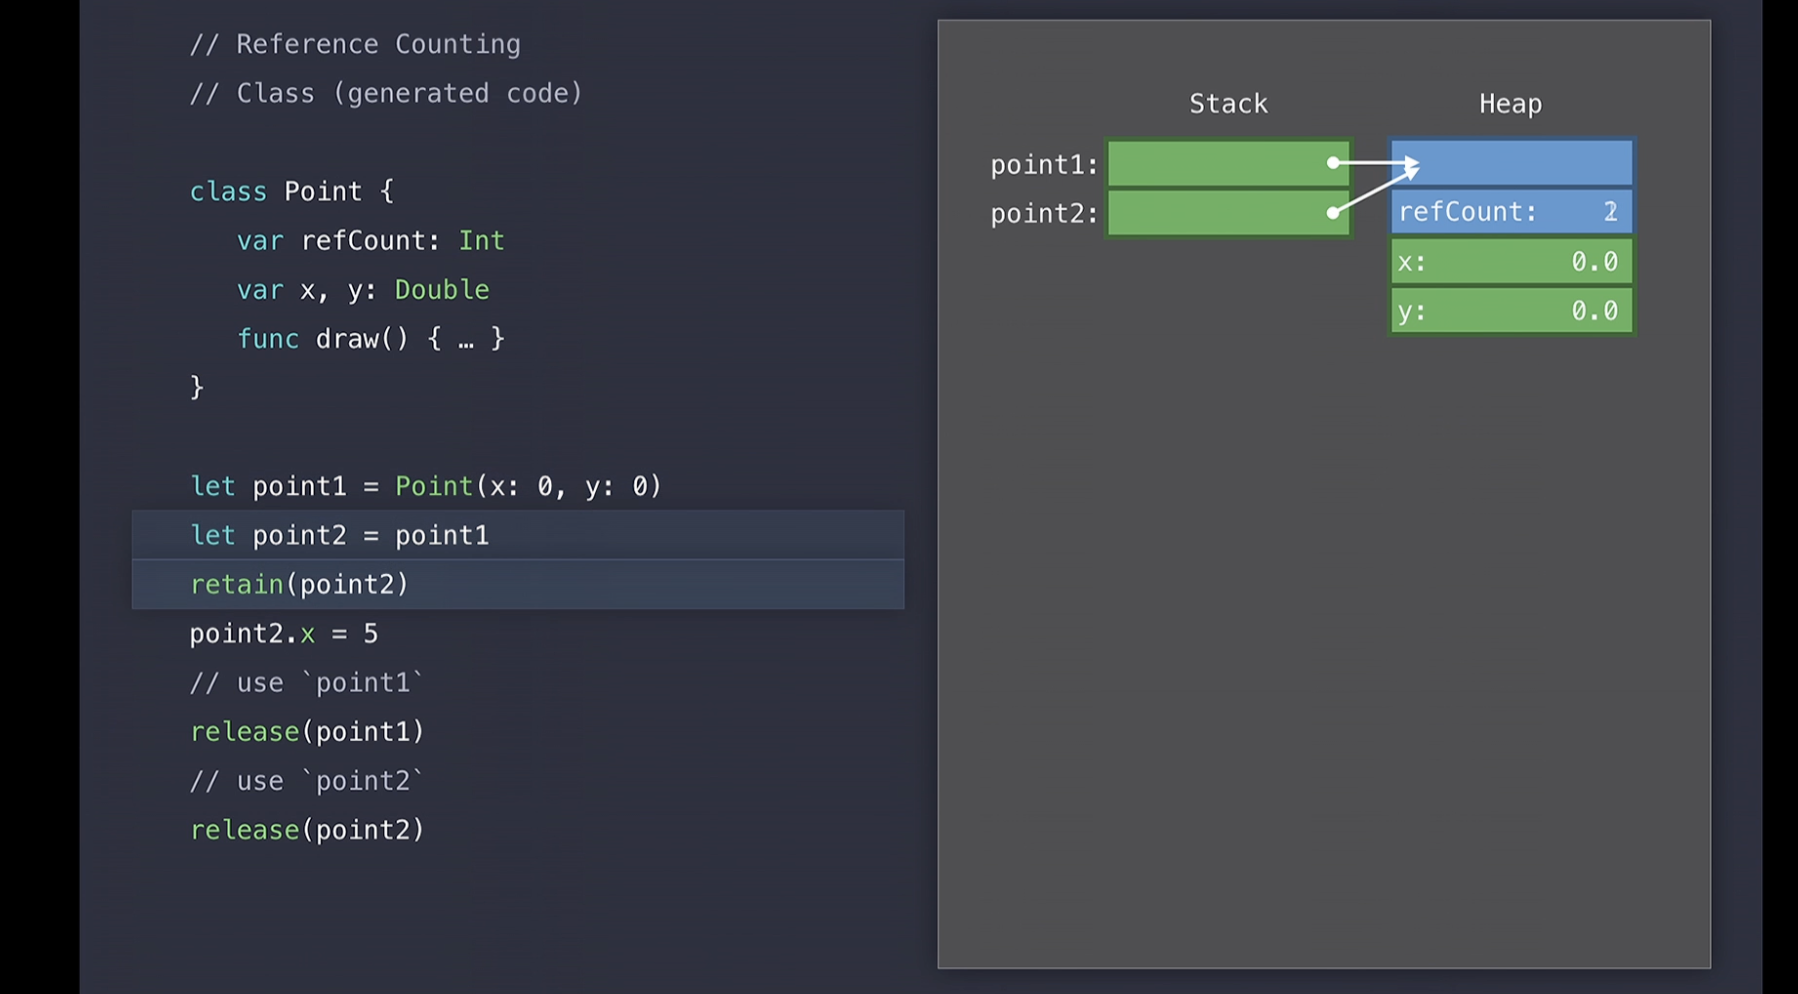 // Reference Counting
// Class (generated code)
class Point {
var refCount: Int
var x, y: Double
func draw() { … }
}
let point1 = Point(x: 0, y: 0)
let point2 = point1
retain(point2)
point2.x = 5
// use `point1`
release(point1)
// use `point2`
release(point2)
Stack Heap
point1:
point2:
refCount: 2
x: 0.0
y: 0.0